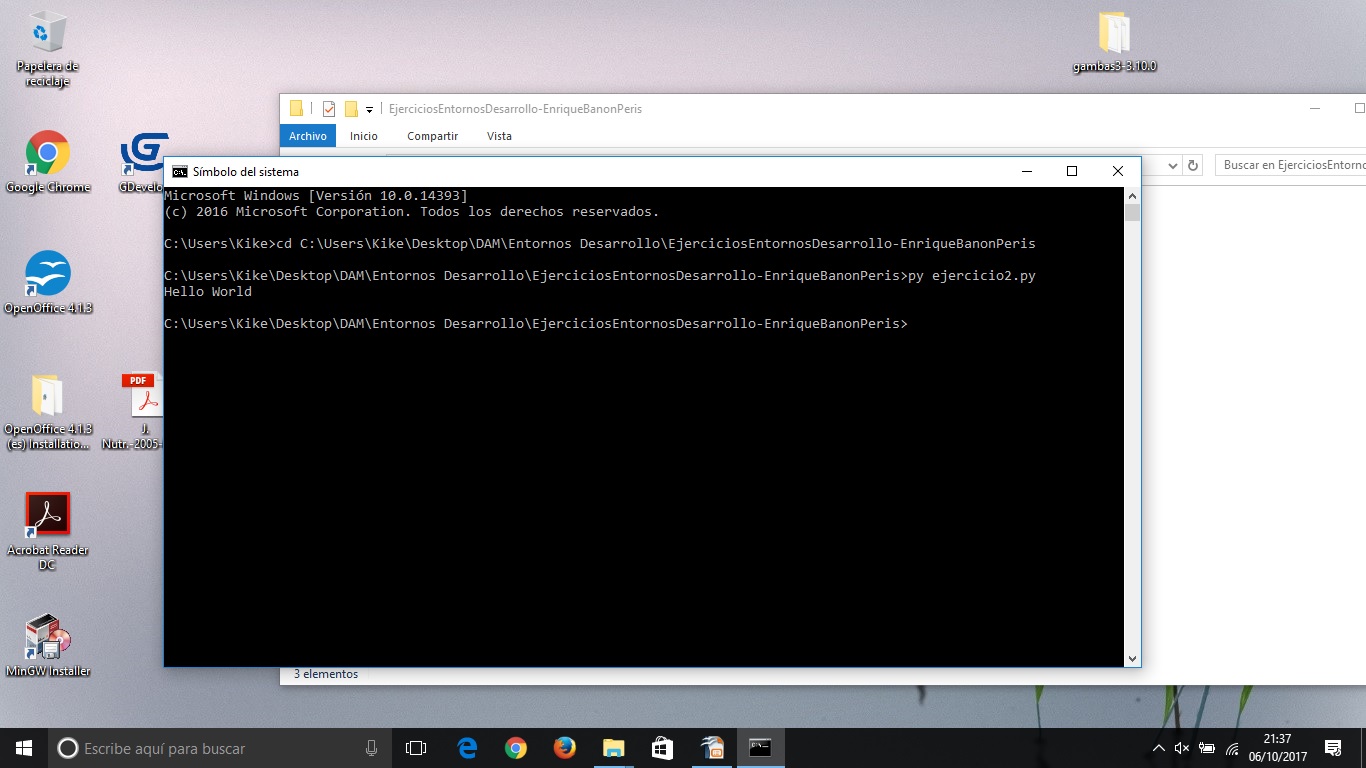 Papelera de
reciclaje
gambas3-3.10.0
EjerciciosEntornosDesarrollo-EnriqueBanonPeris
Archivo Inicio Compartir Vista
Buscar en EjerciciosEntorno
Google Chrome
GDevelo
Símbolo del sistema
Microsoft Windows [Versión 10.0.14393]
(c) 2016 Microsoft Corporation. Todos los derechos reservados.
C:\Users\Kike>cd C:\Users\Kike\Desktop\DAM\Entornos Desarrollo\EjerciciosEntornosDesarrollo-EnriqueBanonPeris
C:\Users\Kike\Desktop\DAM\Entornos Desarrollo\EjerciciosEntornosDesarrollo-EnriqueBanonPeris>py ejercicio2.py
Hello World
C:\Users\Kike\Desktop\DAM\Entornos Desarrollo\EjerciciosEntornosDesarrollo-EnriqueBanonPeris>
OpenOffice 4.1.3
OpenOffice 4.1.3
(es) Installatio...
PDF
J.
Nutr.-2005-
Acrobat Reader
DC
MinGW Installer
3 elementos
Escribe aquí para buscar
21:37
06/10/2017